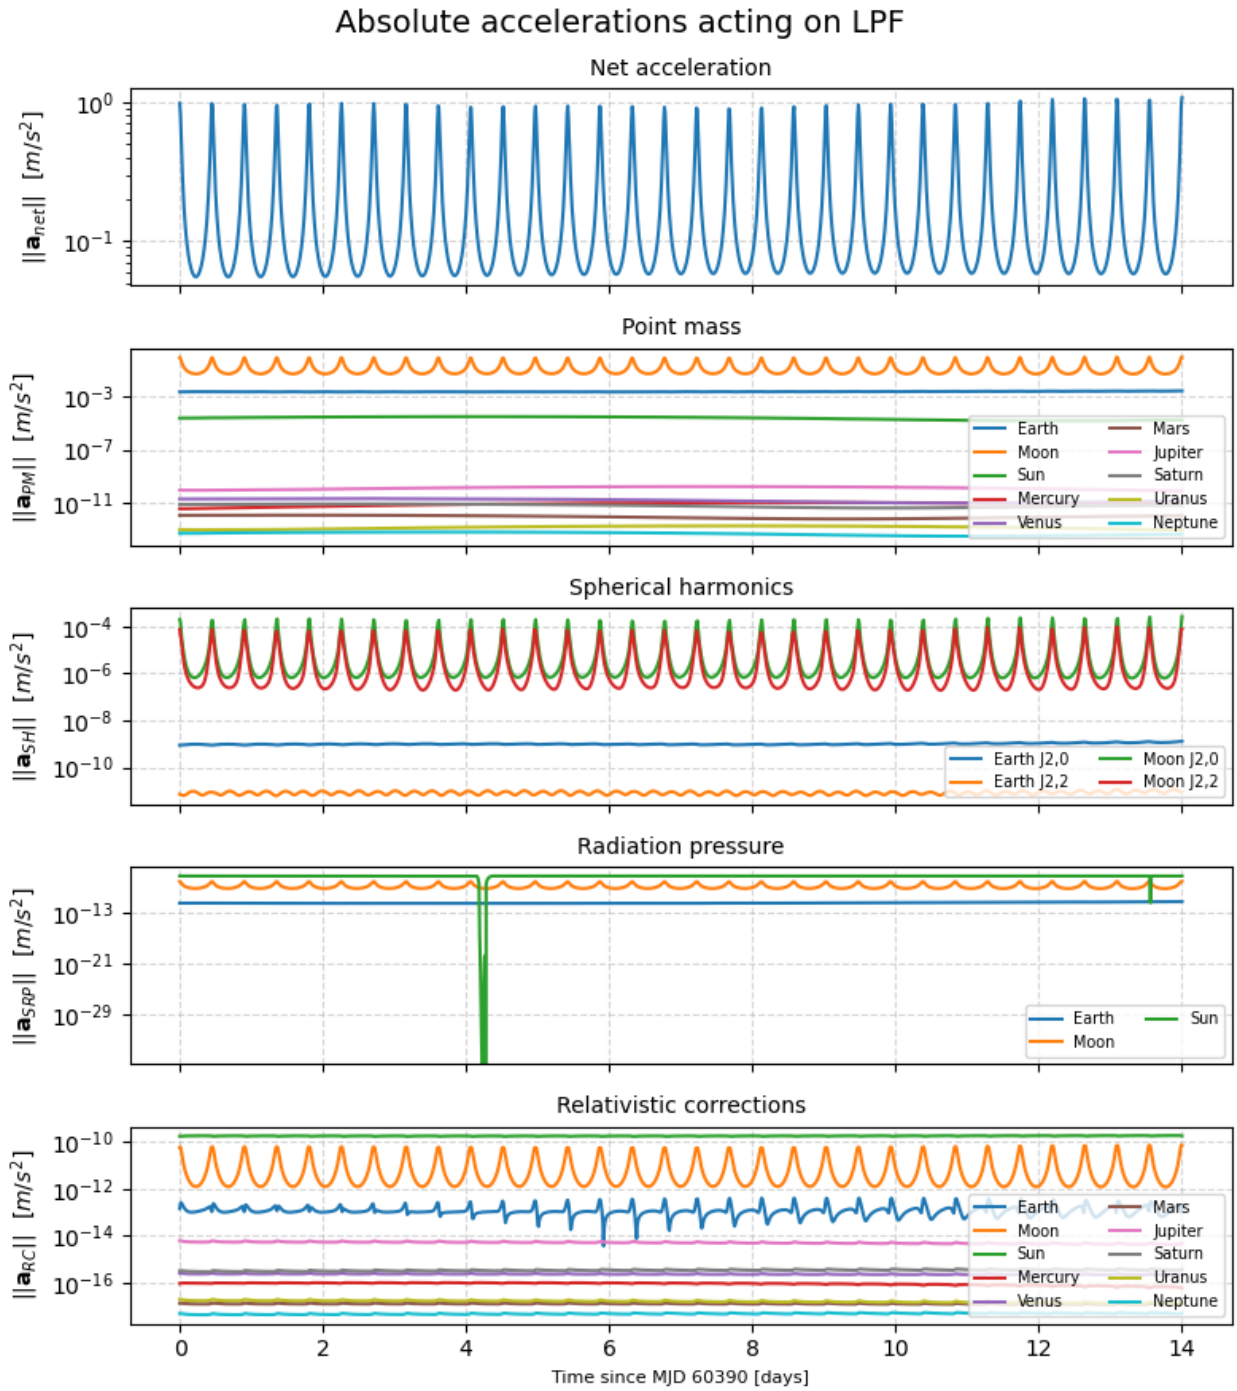 Absolute accelerations acting on LPF
Net acceleration
||a_net|| [m/s²]
10⁰
10⁻¹
Point mass
||a_PM|| [m/s²]
10⁻³
10⁻⁷
10⁻¹¹
Earth Mars
Moon Jupiter
Sun Saturn
Mercury Uranus
Venus Neptune
Spherical harmonics
||a_SH|| [m/s²]
10⁻⁴
10⁻⁶
10⁻⁸
10⁻¹⁰
Earth J2,0 Moon J2,0
Earth J2,2 Moon J2,2
Radiation pressure
||a_SRP|| [m/s²]
10⁻¹³
10⁻²¹
10⁻²⁹
Earth Sun
Moon
Relativistic corrections
||a_RC|| [m/s²]
10⁻¹⁰
10⁻¹²
10⁻¹⁴
10⁻¹⁶
Earth Mars
Moon Jupiter
Sun Saturn
Mercury Uranus
Venus Neptune
0 2 4 6 8 10 12 14
Time since MJD 60390 [days]